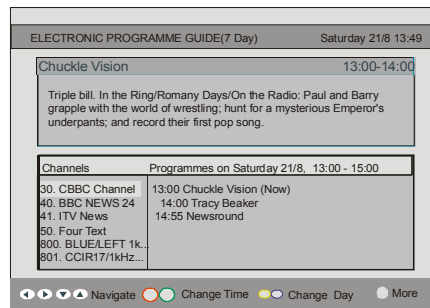 ELECTRONIC PROGRAMME GUIDE(7 Day) Saturday 21/8 13:49
Chuckle Vision 13:00-14:00
Triple bill. In the Ring/Romany Days/On the Radio: Paul and Barry
grapple with the world of wrestling; hunt for a mysterious Emperor's
underpants; and record their first pop song.
Channels Programmes on Saturday 21/8, 13:00 - 15:00
30. CBBC Channel 13:00 Chuckle Vision (Now)
40. BBC NEWS 24 14:00 Tracy Beaker
41. ITV News 14:55 Newsround
50. Four Text
800. BLUE/LEFT 1k...
801. CCIR17/1kHz...
Navigate Change Time Change Day More